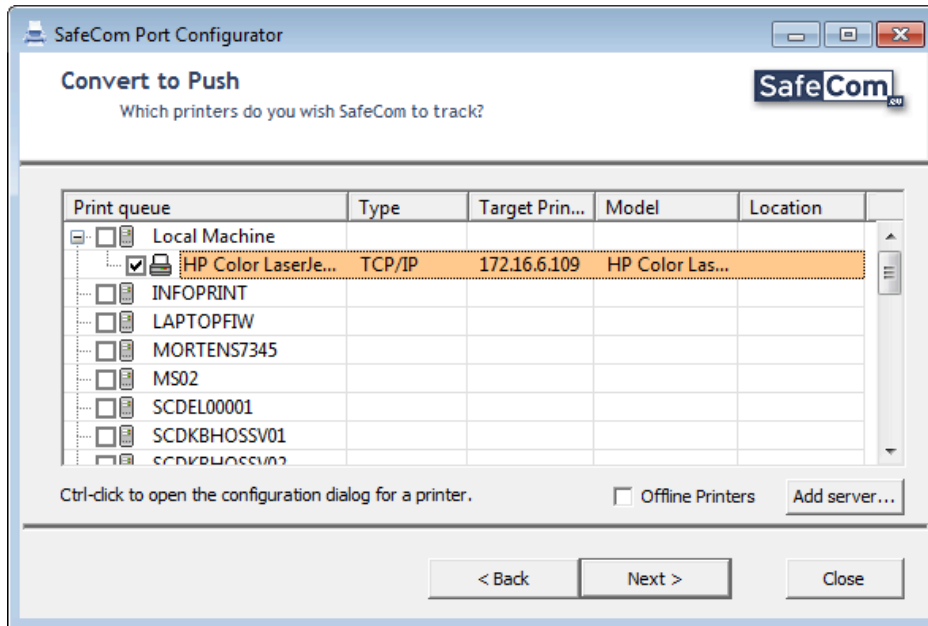 SafeCom Port Configurator
Convert to Push
Which printers do you wish SafeCom to track?
SafeCom.eu
Print queue Type Target Prin... Model Location
Local Machine
HP Color LaserJe... TCP/IP 172.16.6.109 HP Color Las...
INFOPRINT
LAPTOPFIW
MORTENS7345
MS02
SCDEL00001
SCDKBHOSSV01
SCDKBHOSSV02
Ctrl-click to open the configuration dialog for a printer. Offline Printers Add server...
< Back Next > Close